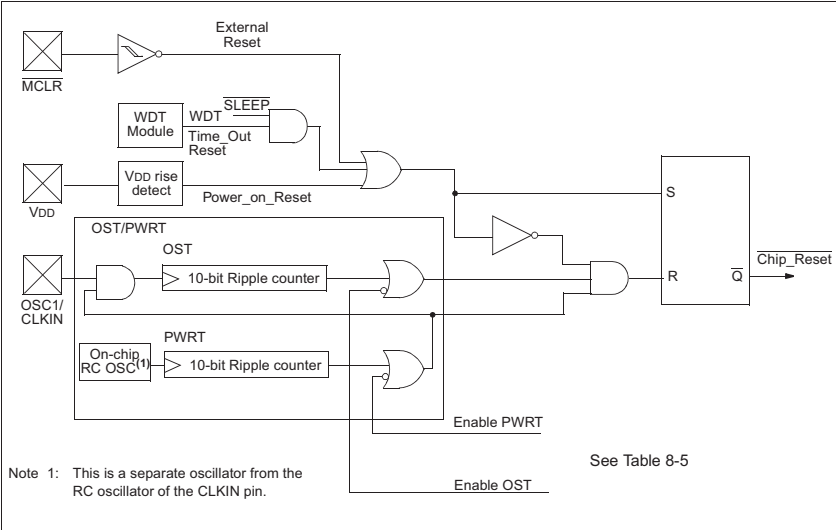 External
Reset
MCLR
WDT
Module
WDT
SLEEP
Time_Out
Reset
VDD rise
detect
Power_on_Reset
VDD
S
OST/PWRT
OST
10-bit Ripple counter
OSC1/
CLKIN
R
Q
Chip_Reset
PWRT
On-chip
RC OSC(1)
10-bit Ripple counter
Enable PWRT
See Table 8-5
Note 1: This is a separate oscillator from the
RC oscillator of the CLKIN pin.
Enable OST